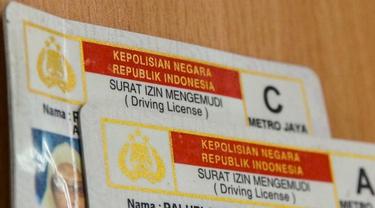 KEPOLISIAN NEGARA
REPUBLIK INDONESIA
SURAT IZIN MENGEMUDI
( Driving License )
C
METRO JAYA
Nama :
KEPOLISIAN NEGARA
REPUBLIK INDONESIA
SURAT IZIN MENGEMUDI
( Driving License )
A
METRO
Nama :